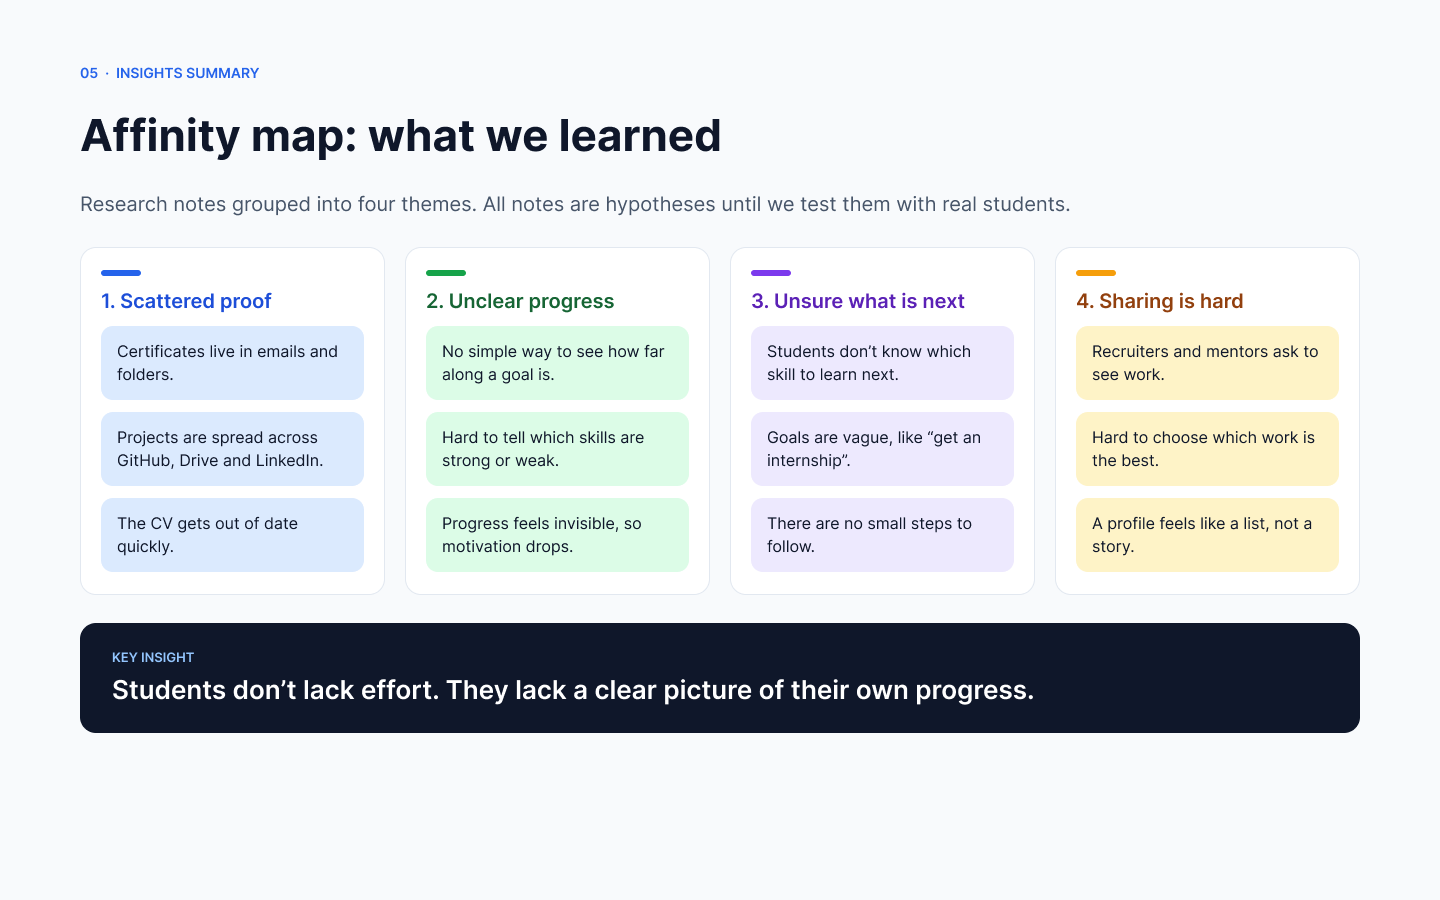 05 · INSIGHTS SUMMARY
Affinity map: what we learned
Research notes grouped into four themes. All notes are hypotheses until we test them with real students.
1. Scattered proof
Certificates live in emails and
folders.
Projects are spread across
GitHub, Drive and LinkedIn.
The CV gets out of date
quickly.
2. Unclear progress
No simple way to see how far
along a goal is.
Hard to tell which skills are
strong or weak.
Progress feels invisible, so
motivation drops.
3. Unsure what is next
Students don’t know which
skill to learn next.
Goals are vague, like “get an
internship”.
There are no small steps to
follow.
4. Sharing is hard
Recruiters and mentors ask to
see work.
Hard to choose which work is
the best.
A profile feels like a list, not a
story.
KEY INSIGHT
Students don’t lack effort. They lack a clear picture of their own progress.